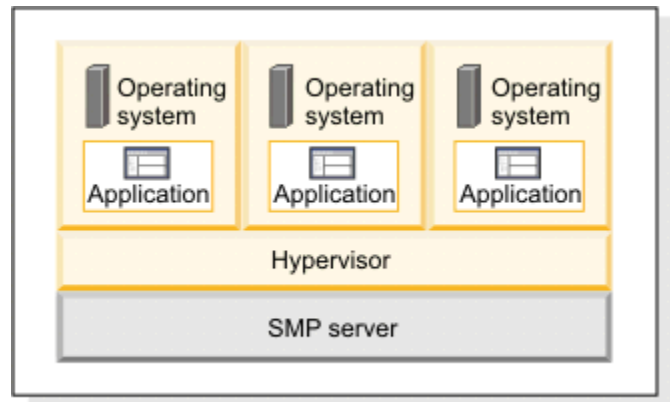 Operating
system
Application
Operating
system
Application
Operating
system
Application
Hypervisor
SMP server